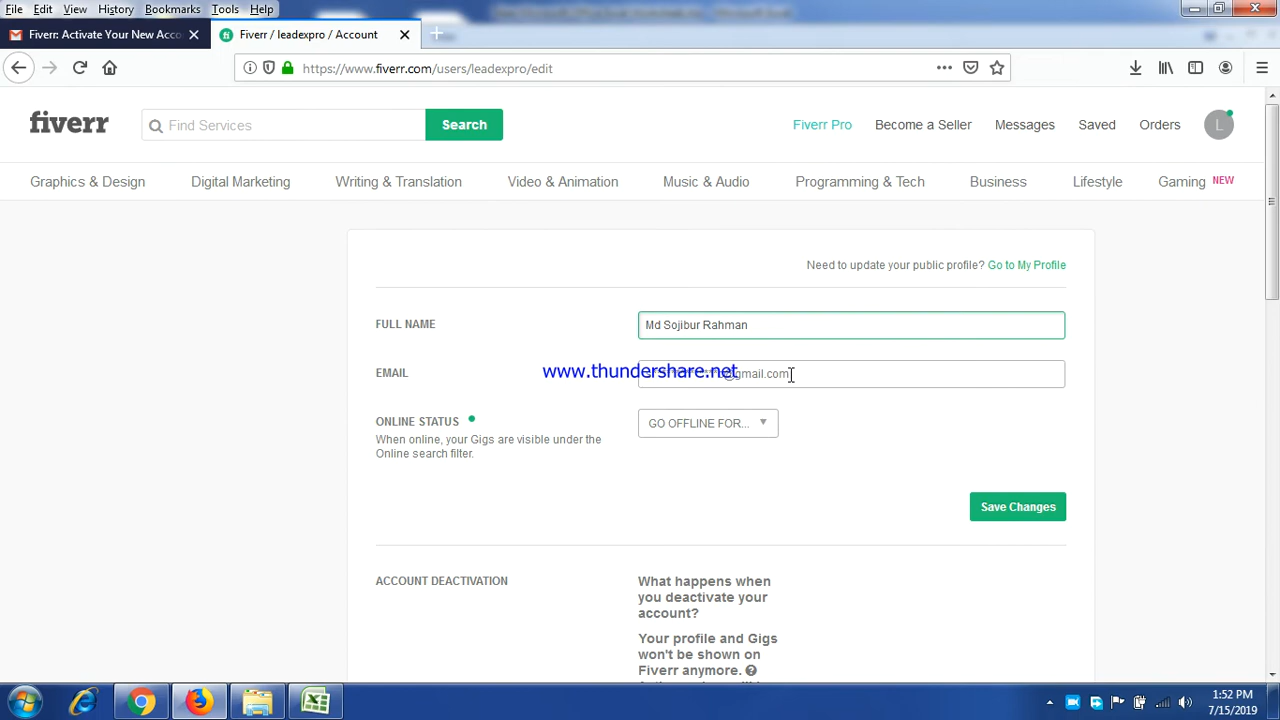 File Edit View History Bookmarks Tools Help
Fiverr: Activate Your New Acco
Fiverr / leadexpro / Account
https://www.fiverr.com/users/leadexpro/edit
fiverr
Find Services
Search
Fiverr Pro
Become a Seller
Messages
Saved
Orders
L
Graphics & Design
Digital Marketing
Writing & Translation
Video & Animation
Music & Audio
Programming & Tech
Business
Lifestyle
Gaming NEW
Need to update your public profile? Go to My Profile
FULL NAME
Md Sojibur Rahman
EMAIL
@gmail.com
www.thundershare.net
ONLINE STATUS
When online, your Gigs are visible under the
Online search filter.
GO OFFLINE FOR...
Save Changes
ACCOUNT DEACTIVATION
What happens when
you deactivate your
account?
Your profile and Gigs
won't be shown on
Fiverr anymore.
1:52 PM
7/15/2019